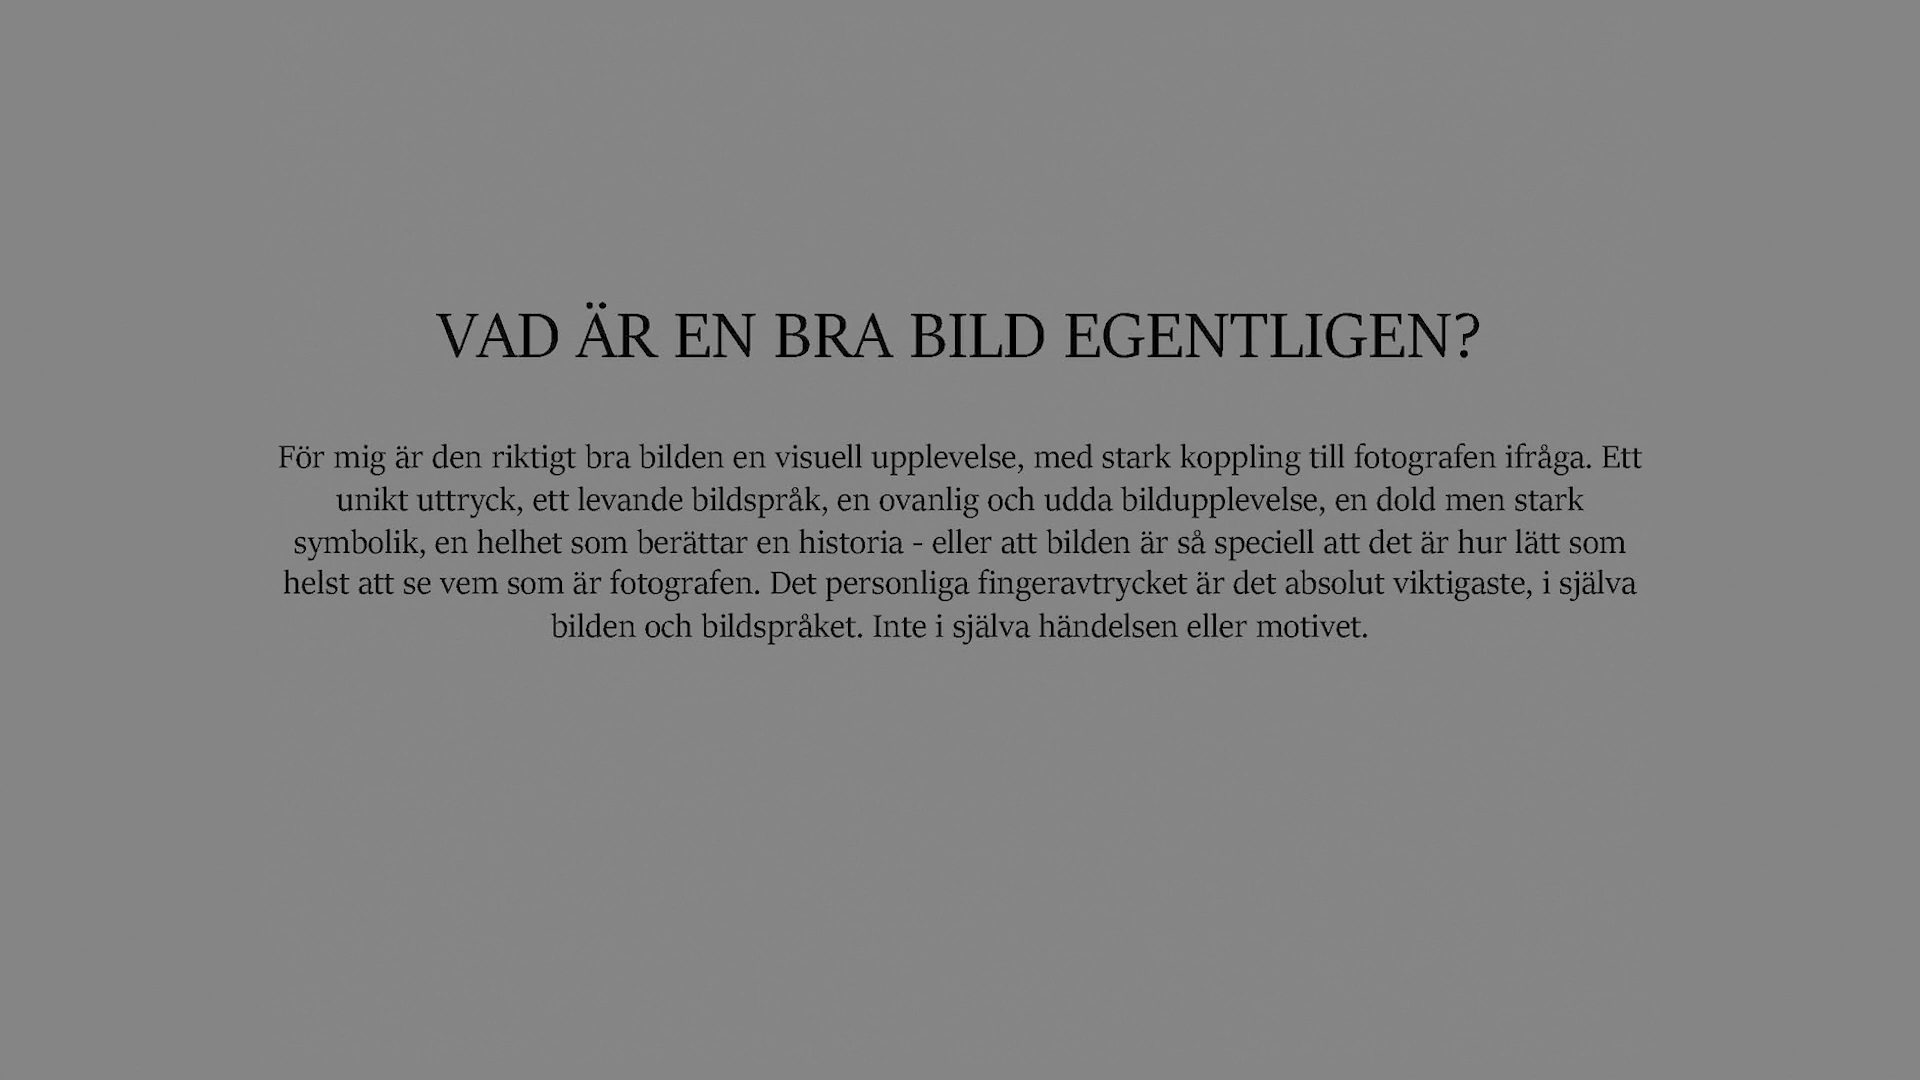 VAD ÄR EN BRA BILD EGENTLIGEN?
För mig är den riktigt bra bilden en visuell upplevelse, med stark koppling till fotografen ifråga. Ett
unikt uttryck, ett levande bildspråk, en ovanlig och udda bildupplevelse, en dold men stark
symbolik, en helhet som berättar en historia - eller att bilden är så speciell att det är hur lätt som
helst att se vem som är fotografen. Det personliga fingeravtrycket är det absolut viktigaste, i själva
bilden och bildspråket. Inte i själva händelsen eller motivet.